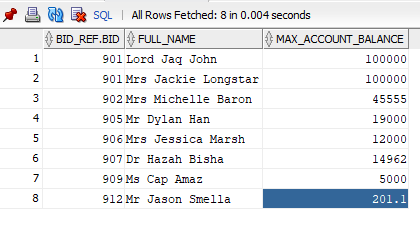 SQL | All Rows Fetched: 8 in 0.004 seconds
BID_REF.BID FULL_NAME MAX_ACCOUNT_BALANCE
1 901 Lord Jaq John 100000
2 901 Mrs Jackie Longstar 100000
3 902 Mrs Michelle Baron 45555
4 905 Mr Dylan Han 19000
5 906 Mrs Jessica Marsh 12000
6 907 Dr Hazah Bisha 14962
7 909 Ms Cap Amaz 5000
8 912 Mr Jason Smella 201.1